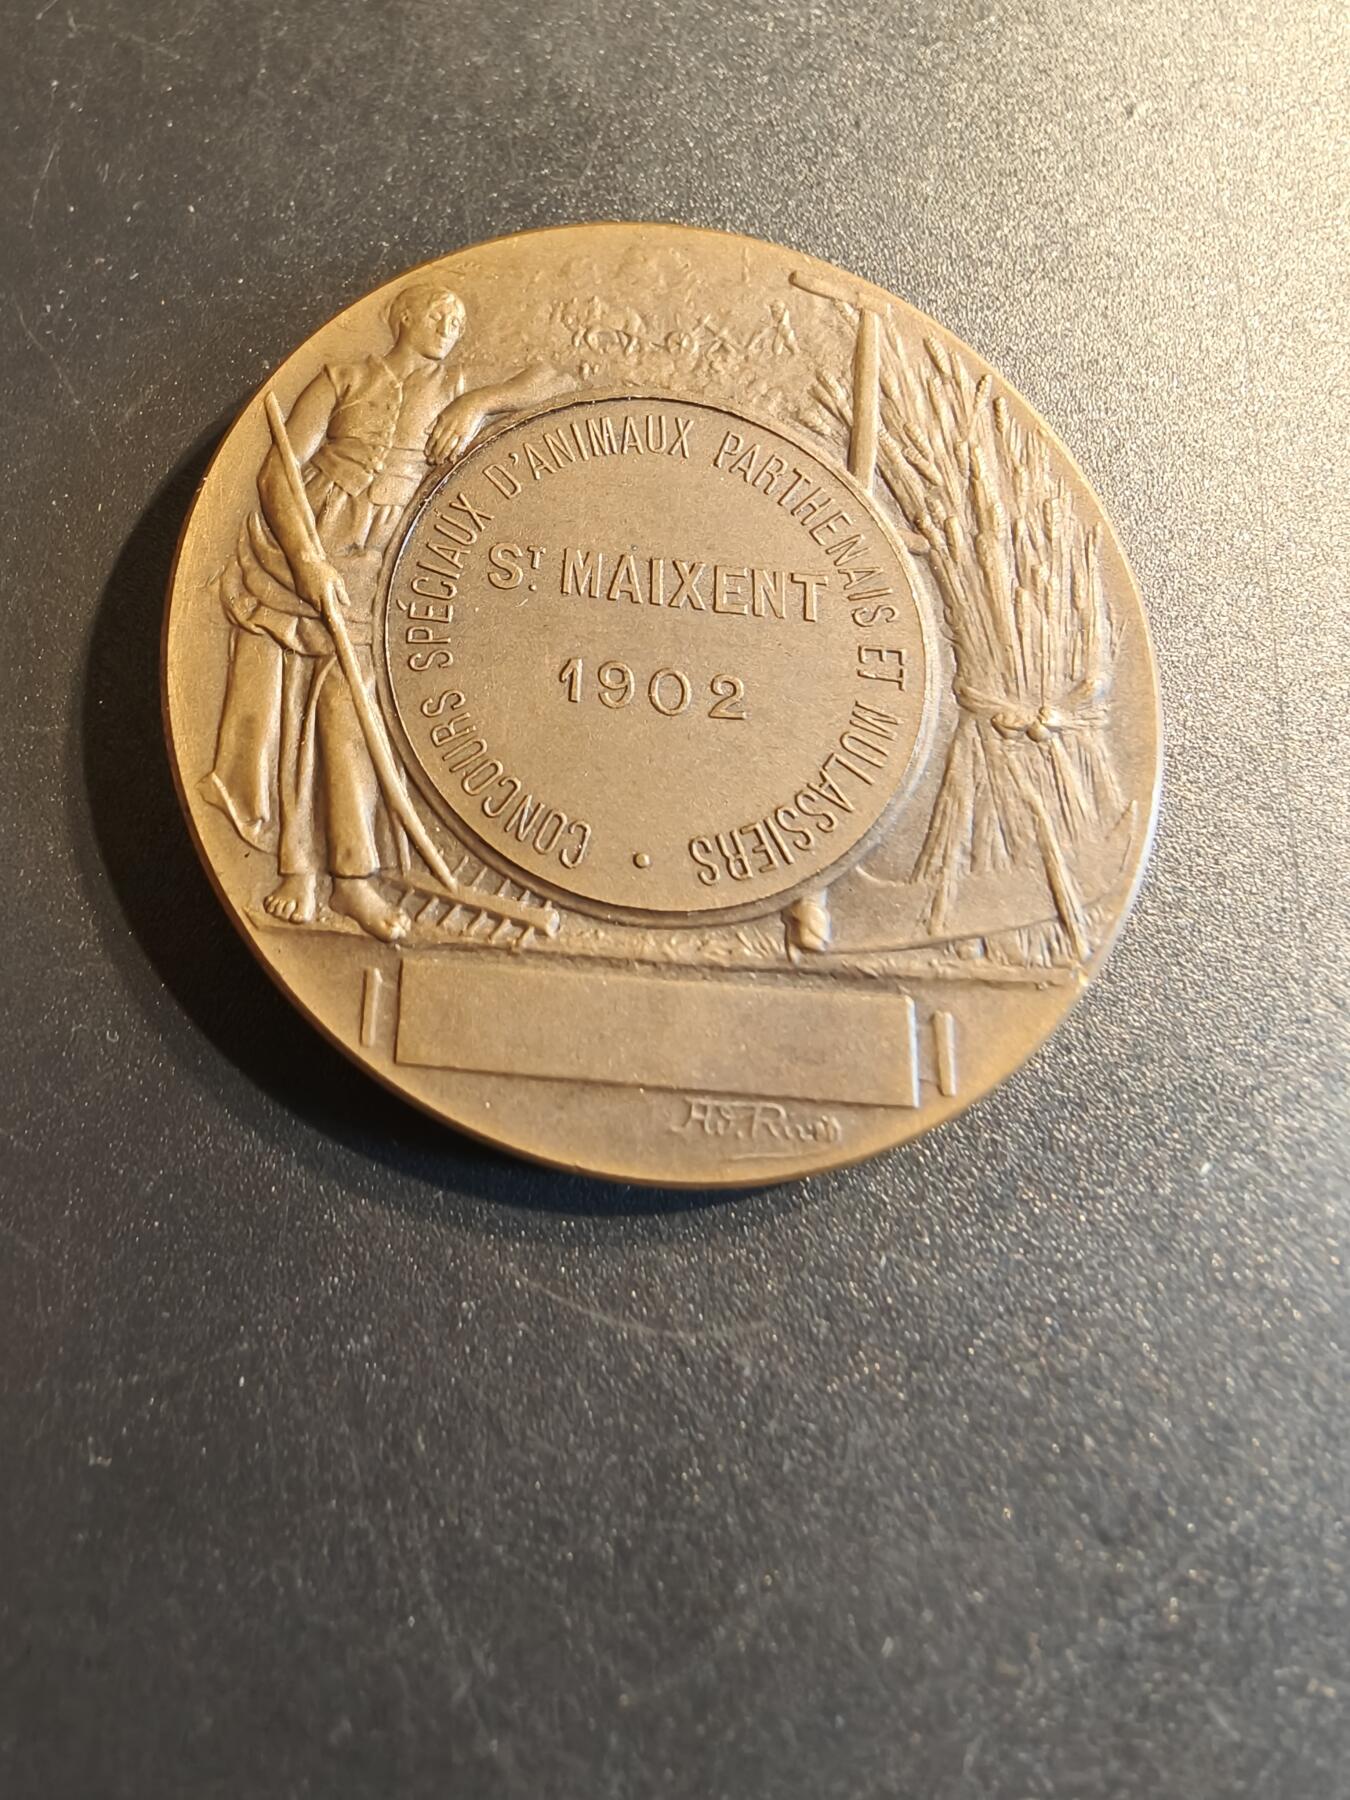 CONCOURS SPÉCIAUX D'ANIMAUX PARTHENAIS ET MULASSIERS •
ST. MAIXENT
1902